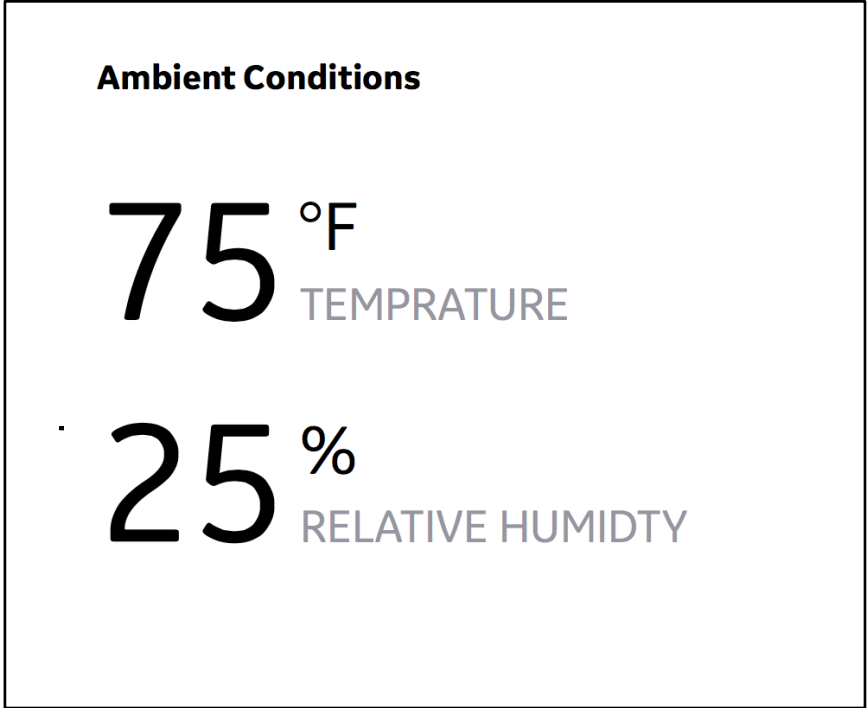 Ambient Conditions
75 °F
TEMPRATURE
25 %
RELATIVE HUMIDTY